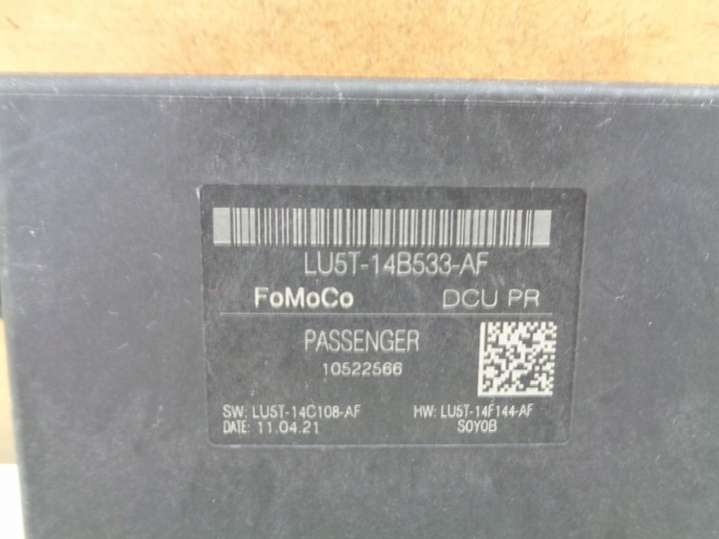 LU5T-14B533-AF
FoMoCo DCU PR
PASSENGER
10522566
SW: LU5T-14C108-AF HW: LU5T-14F144-AF
DATE: 11.04.21 S0Y0B